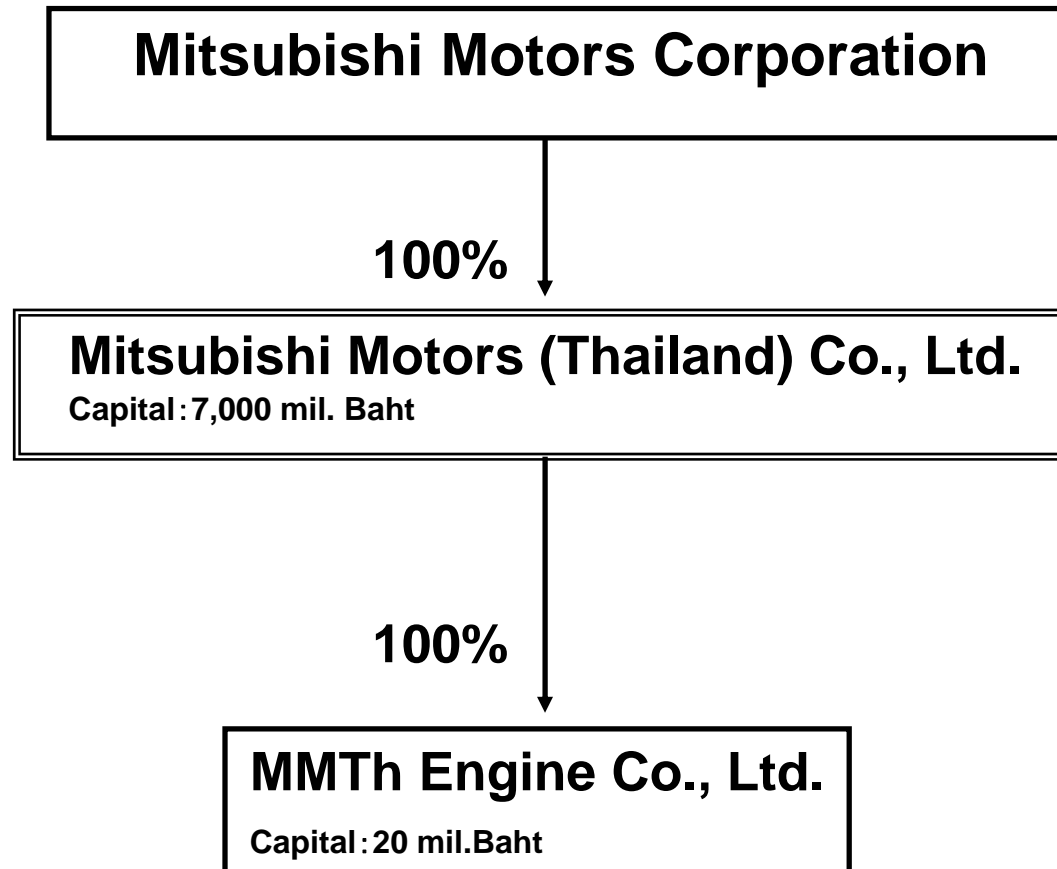 Mitsubishi Motors Corporation
100%
Mitsubishi Motors (Thailand) Co., Ltd.
Capital：7,000 mil. Baht
100%
MMTh Engine Co., Ltd.
Capital：20 mil.Baht